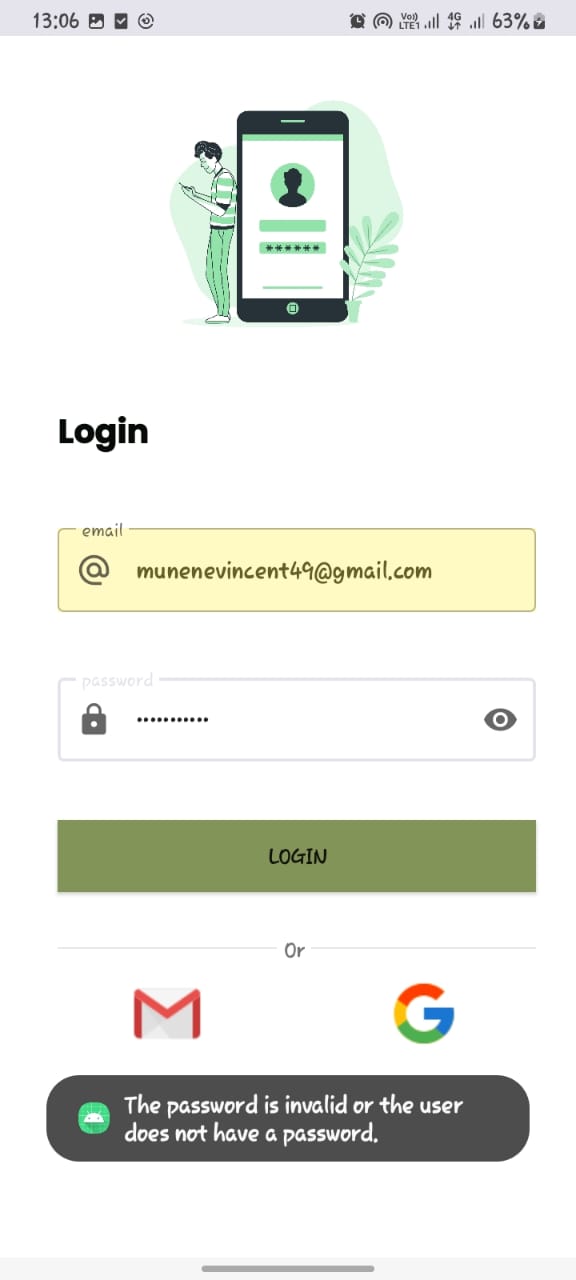 13:06 Vo) LTE1 4G 63%
******
Login
email
munenevincent49@gmail.com
password
•••••••••••
LOGIN
Or
The password is invalid or the user
does not have a password.